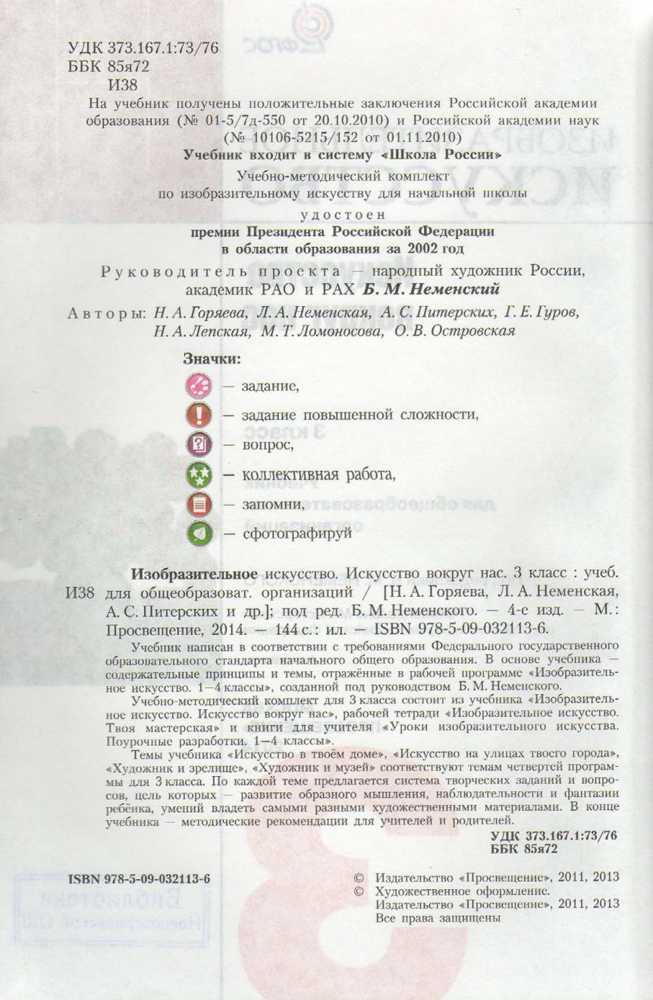 УДК 373.167.1:73/76
ББК 85я72
И38
На учебник получены положительные заключения Российской академии
образования (№ 01-5/7д-550 от 20.10.2010) и Российской академии наук
(№ 10106-5215/152 от 01.11.2010)
Учебник входит в систему «Школа России»
Учебно-методический комплект
по изобразительному искусству для начальной школы
удостоен
премии Президента Российской Федерации
в области образования за 2002 год
Руководитель проекта — народный художник России,
академик РАО и РАХ Б. М. Неменский
Авторы: Н. А. Горяева, Л. А. Неменская, А. С. Питерских, Г. Е. Гуров,
Н. А. Лепская, М. Т. Ломоносова, О. В. Островская
Значки:
— задание,
— задание повышенной сложности,
— вопрос,
— коллективная работа,
— запомни,
— сфотографируй
Изобразительное искусство. Искусство вокруг нас. 3 класс : учеб.
И38 для общеобразоват. организаций / [Н. А. Горяева, Л. А. Неменская,
А. С. Питерских и др.]; под ред. Б. М. Неменского. — 4-е изд. — М. :
Просвещение, 2014. — 144 с. : ил. — ISBN 978-5-09-032113-6.
Учебник написан в соответствии с требованиями Федерального государственного
образовательного стандарта начального общего образования. В основе учебника —
содержательные принципы и темы, отражённые в рабочей программе «Изобразитель-
ное искусство. 1—4 классы», созданной под руководством Б. М. Неменского.
Учебно-методический комплект для 3 класса состоит из учебника «Изобразитель-
ное искусство. Искусство вокруг нас», рабочей тетради «Изобразительное искусство.
Твоя мастерская» и книги для учителя «Уроки изобразительного искусства.
Поурочные разработки. 1—4 классы».
Темы учебника «Искусство в твоём доме», «Искусство на улицах твоего города»,
«Художник и зрелище», «Художник и музей» соответствуют темам четвертей програм-
мы для 3 класса. По каждой теме предлагается система творческих заданий и вопро-
сов, цель которых — развитие образного мышления, наблюдательности и фантазии
ребёнка, умений владеть самыми разными художественными материалами. В конце
учебника — методические рекомендации для учителей и родителей.
УДК 373.167.1:73/76
ББК 85я72
ISBN 978-5-09-032113-6
© Издательство «Просвещение», 2011, 2013
© Художественное оформление.
Издательство «Просвещение», 2011, 2013
Все права защищены